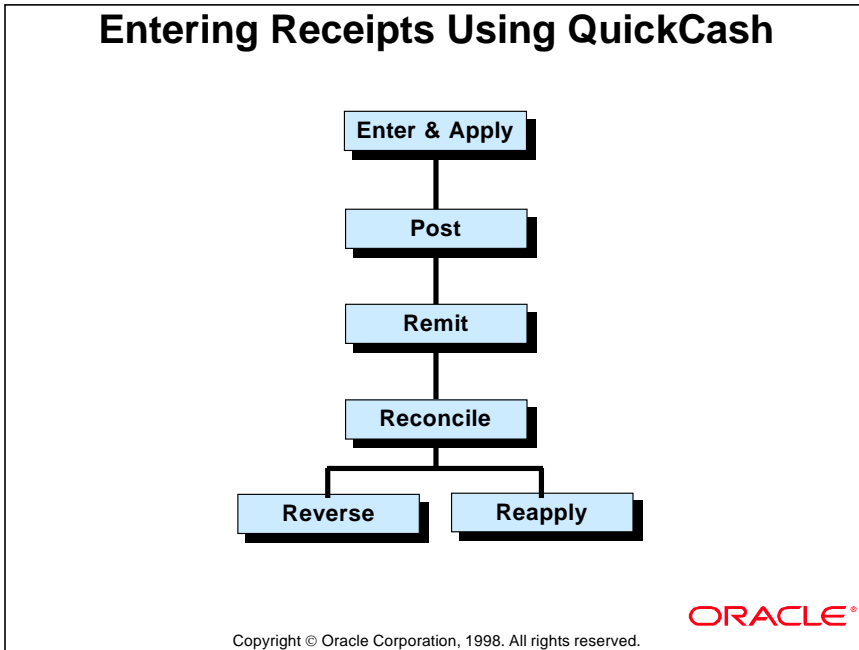 Entering Receipts Using QuickCash
Enter & Apply
Post
Remit
Reconcile
Reverse
Reapply
ORACLE®
Copyright © Oracle Corporation, 1998. All rights reserved.